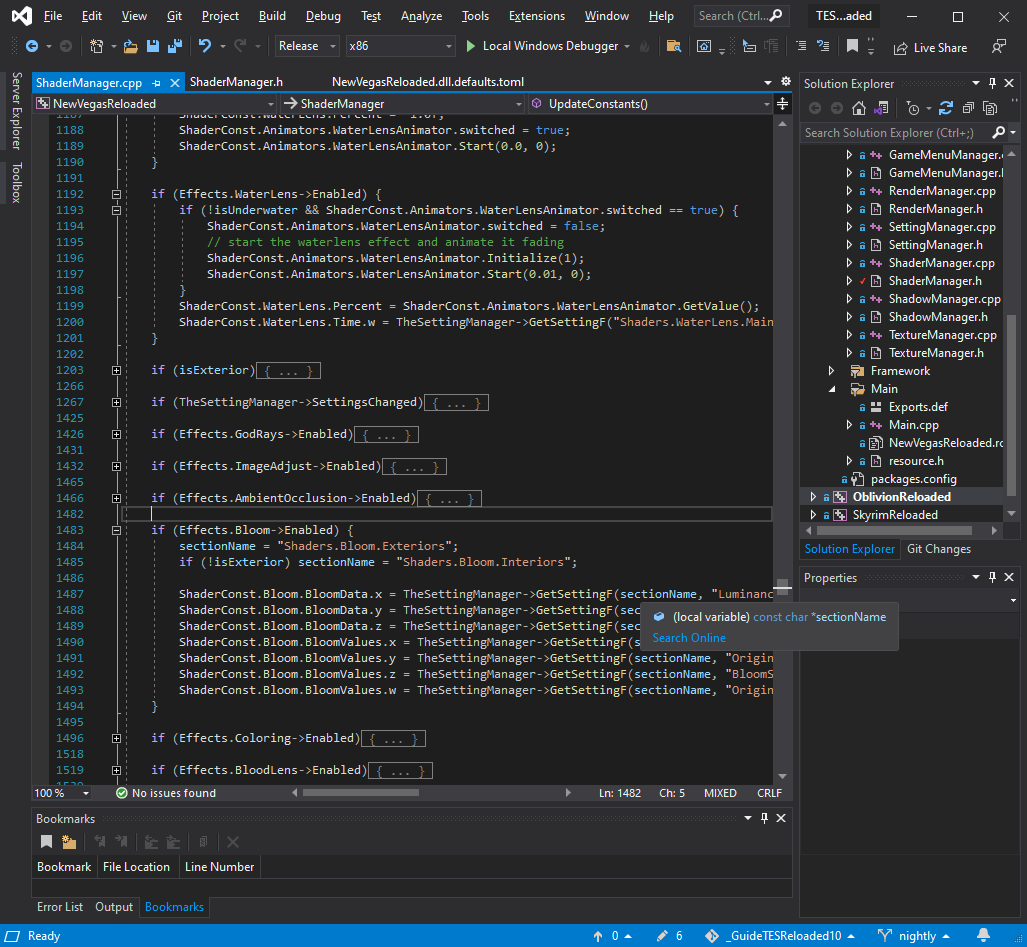 File Edit View Git Project Build Debug Test Analyze Tools Extensions Window Help Search (Ctrl... TES...aded
Release x86 Local Windows Debugger Live Share
Server Explorer
Toolbox
ShaderManager.cpp ShaderManager.h NewVegasReloaded.dll.defaults.toml
NewVegasReloaded ShaderManager UpdateConstants()
1188 ShaderConst.Animators.WaterLensAnimator.switched = true;
1189 ShaderConst.Animators.WaterLensAnimator.Start(0.0, 0);
1190 }
1191
1192 if (Effects.WaterLens->Enabled) {
1193 if (!isUnderwater && ShaderConst.Animators.WaterLensAnimator.switched == true) {
1194 ShaderConst.Animators.WaterLensAnimator.switched = false;
1195 // start the waterlens effect and animate it fading
1196 ShaderConst.Animators.WaterLensAnimator.Initialize(1);
1197 ShaderConst.Animators.WaterLensAnimator.Start(0.01, 0);
1198 }
1199 ShaderConst.WaterLens.Percent = ShaderConst.Animators.WaterLensAnimator.GetValue();
1200 ShaderConst.WaterLens.Time.w = TheSettingManager->GetSettingF("Shaders.WaterLens.Main
1201 }
1202
1203 if (isExterior) { ... }
1266
1267 if (TheSettingManager->SettingsChanged) { ... }
1425
1426 if (Effects.GodRays->Enabled) { ... }
1431
1432 if (Effects.ImageAdjust->Enabled) { ... }
1465
1466 if (Effects.AmbientOcclusion->Enabled) { ... }
1482
1483 if (Effects.Bloom->Enabled) {
1484 sectionName = "Shaders.Bloom.Exteriors";
1485 if (!isExterior) sectionName = "Shaders.Bloom.Interiors";
1486
1487 ShaderConst.Bloom.BloomData.x = TheSettingManager->GetSettingF(sectionName, "Luminanc
1488 ShaderConst.Bloom.BloomData.y = TheSettingManager->GetSettingF(sec
1489 ShaderConst.Bloom.BloomData.z = TheSettingManager->GetSettingF(sec
1490 ShaderConst.Bloom.BloomValues.x = TheSettingManager->GetSettingF(s
1491 ShaderConst.Bloom.BloomValues.y = TheSettingManager->GetSettingF(sectionName, "Origin
1492 ShaderConst.Bloom.BloomValues.z = TheSettingManager->GetSettingF(sectionName, "BloomS
1493 ShaderConst.Bloom.BloomValues.w = TheSettingManager->GetSettingF(sectionName, "Origin
1494 }
1495
1496 if (Effects.Coloring->Enabled) { ... }
1518
1519 if (Effects.BloodLens->Enabled) { ... }
(local variable) const char *sectionName
Search Online
100 % No issues found Ln: 1482 Ch: 5 MIXED CRLF
Bookmarks
Bookmark File Location Line Number
Error List Output Bookmarks
Solution Explorer
Search Solution Explorer (Ctrl+;)
GameMenuManager.c
GameMenuManager.h
RenderManager.cpp
RenderManager.h
SettingManager.cpp
SettingManager.h
ShaderManager.cpp
ShaderManager.h
ShadowManager.cpp
ShadowManager.h
TextureManager.cpp
TextureManager.h
Framework
Main
Exports.def
Main.cpp
NewVegasReloaded.rc
resource.h
packages.config
OblivionReloaded
SkyrimReloaded
Solution Explorer Git Changes
Properties
Ready 0 6 _GuideTESReloaded10 nightly